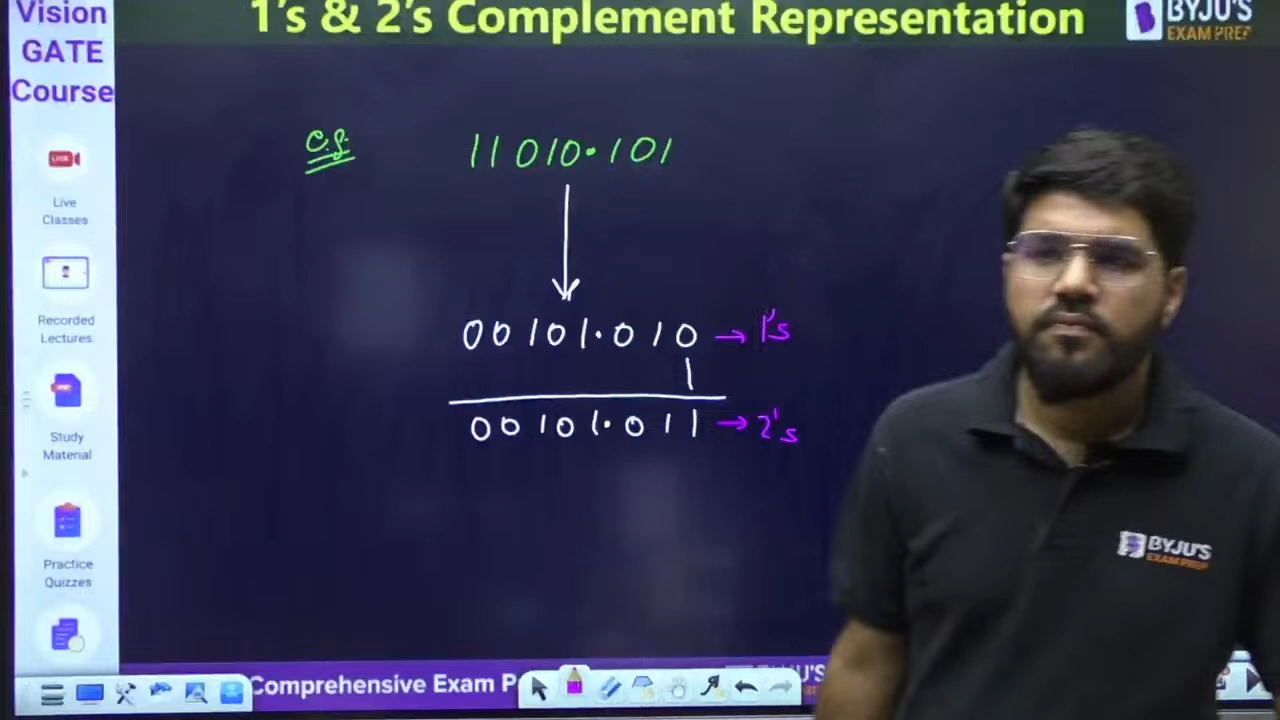 Vision
GATE
Course
1's & 2's Complement Representation
BYJU'S
EXAM PREP
e.g.
11010.101
LIVE
Live
Classes
Recorded
Lectures
00101.010 → 1's
1
00101.011 → 2's
Study
Material
Practice
Quizzes
BYJU'S
EXAM PREP
Comprehensive Exam P